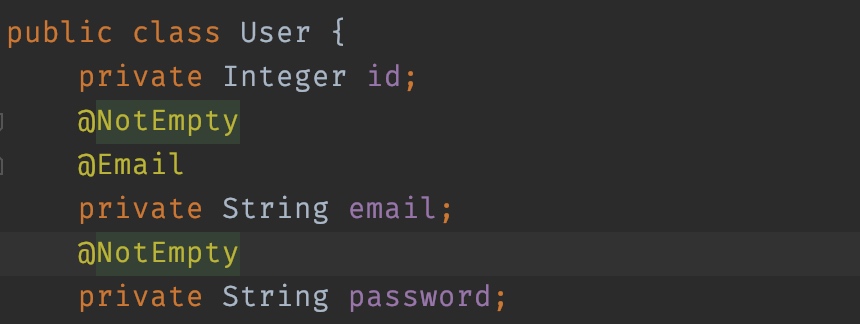 public class User {
    private Integer id;
    @NotEmpty
    @Email
    private String email;
    @NotEmpty
    private String password;